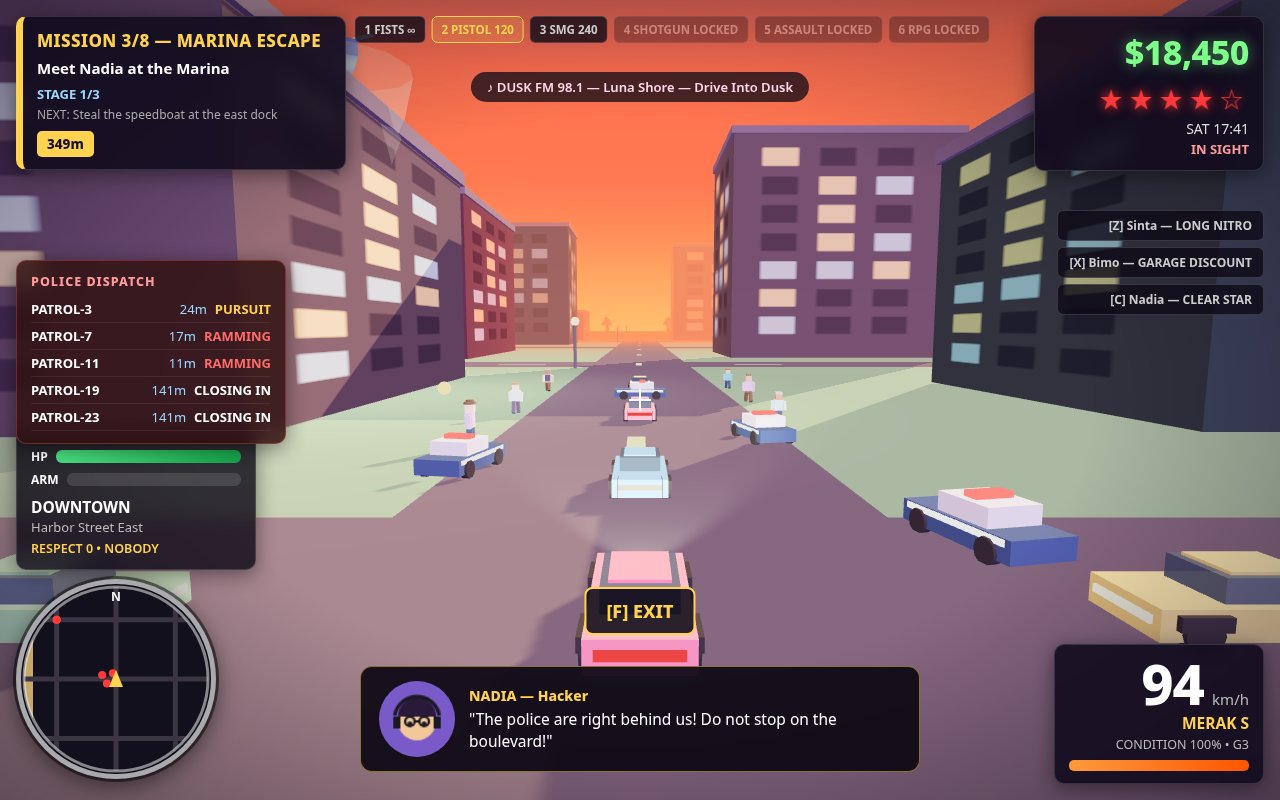 MISSION 3/8 — MARINA ESCAPE
Meet Nadia at the Marina
STAGE 1/3
NEXT: Steal the speedboat at the east dock
349m
1 FISTS ∞
2 PISTOL 120
3 SMG 240
4 SHOTGUN LOCKED
5 ASSAULT LOCKED
6 RPG LOCKED
♪ DUSK FM 98.1 — Luna Shore — Drive Into Dusk
$18,450
★ ★ ★ ★ ☆
SAT 17:41
IN SIGHT
[Z] Sinta — LONG NITRO
[X] Bimo — GARAGE DISCOUNT
[C] Nadia — CLEAR STAR
POLICE DISPATCH
PATROL-3 24m PURSUIT
PATROL-7 17m RAMMING
PATROL-11 11m RAMMING
PATROL-19 141m CLOSING IN
PATROL-23 141m CLOSING IN
HP
ARM
DOWNTOWN
Harbor Street East
RESPECT 0 • NOBODY
N
[F] EXIT
NADIA — Hacker
"The police are right behind us! Do not stop on the
boulevard!"
94 km/h
MERAK S
CONDITION 100% • G3